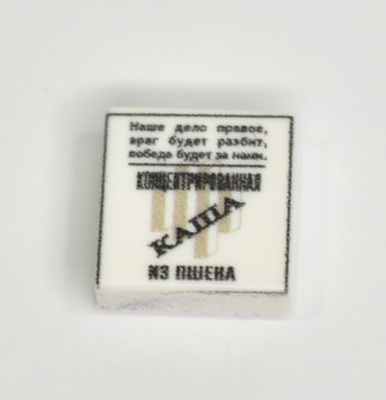 Наше дело правое,
враг будет разбит,
победа будет за нами.
КОНЦЕНТРИРОВАННАЯ
КАША
ИЗ ПШЕНА